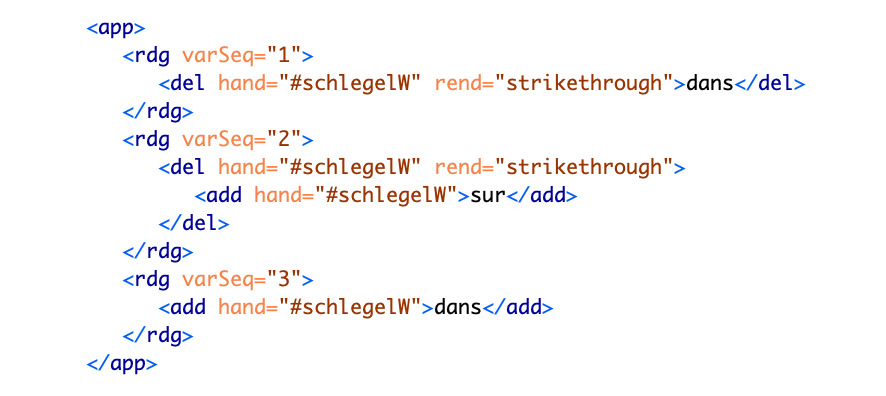 <app>
<rdg varSeq="1">
<del hand="#schlegelW" rend="strikethrough">dans</del>
</rdg>
<rdg varSeq="2">
<del hand="#schlegelW" rend="strikethrough">
<add hand="#schlegelW">sur</add>
</del>
</rdg>
<rdg varSeq="3">
<add hand="#schlegelW">dans</add>
</rdg>
</app>